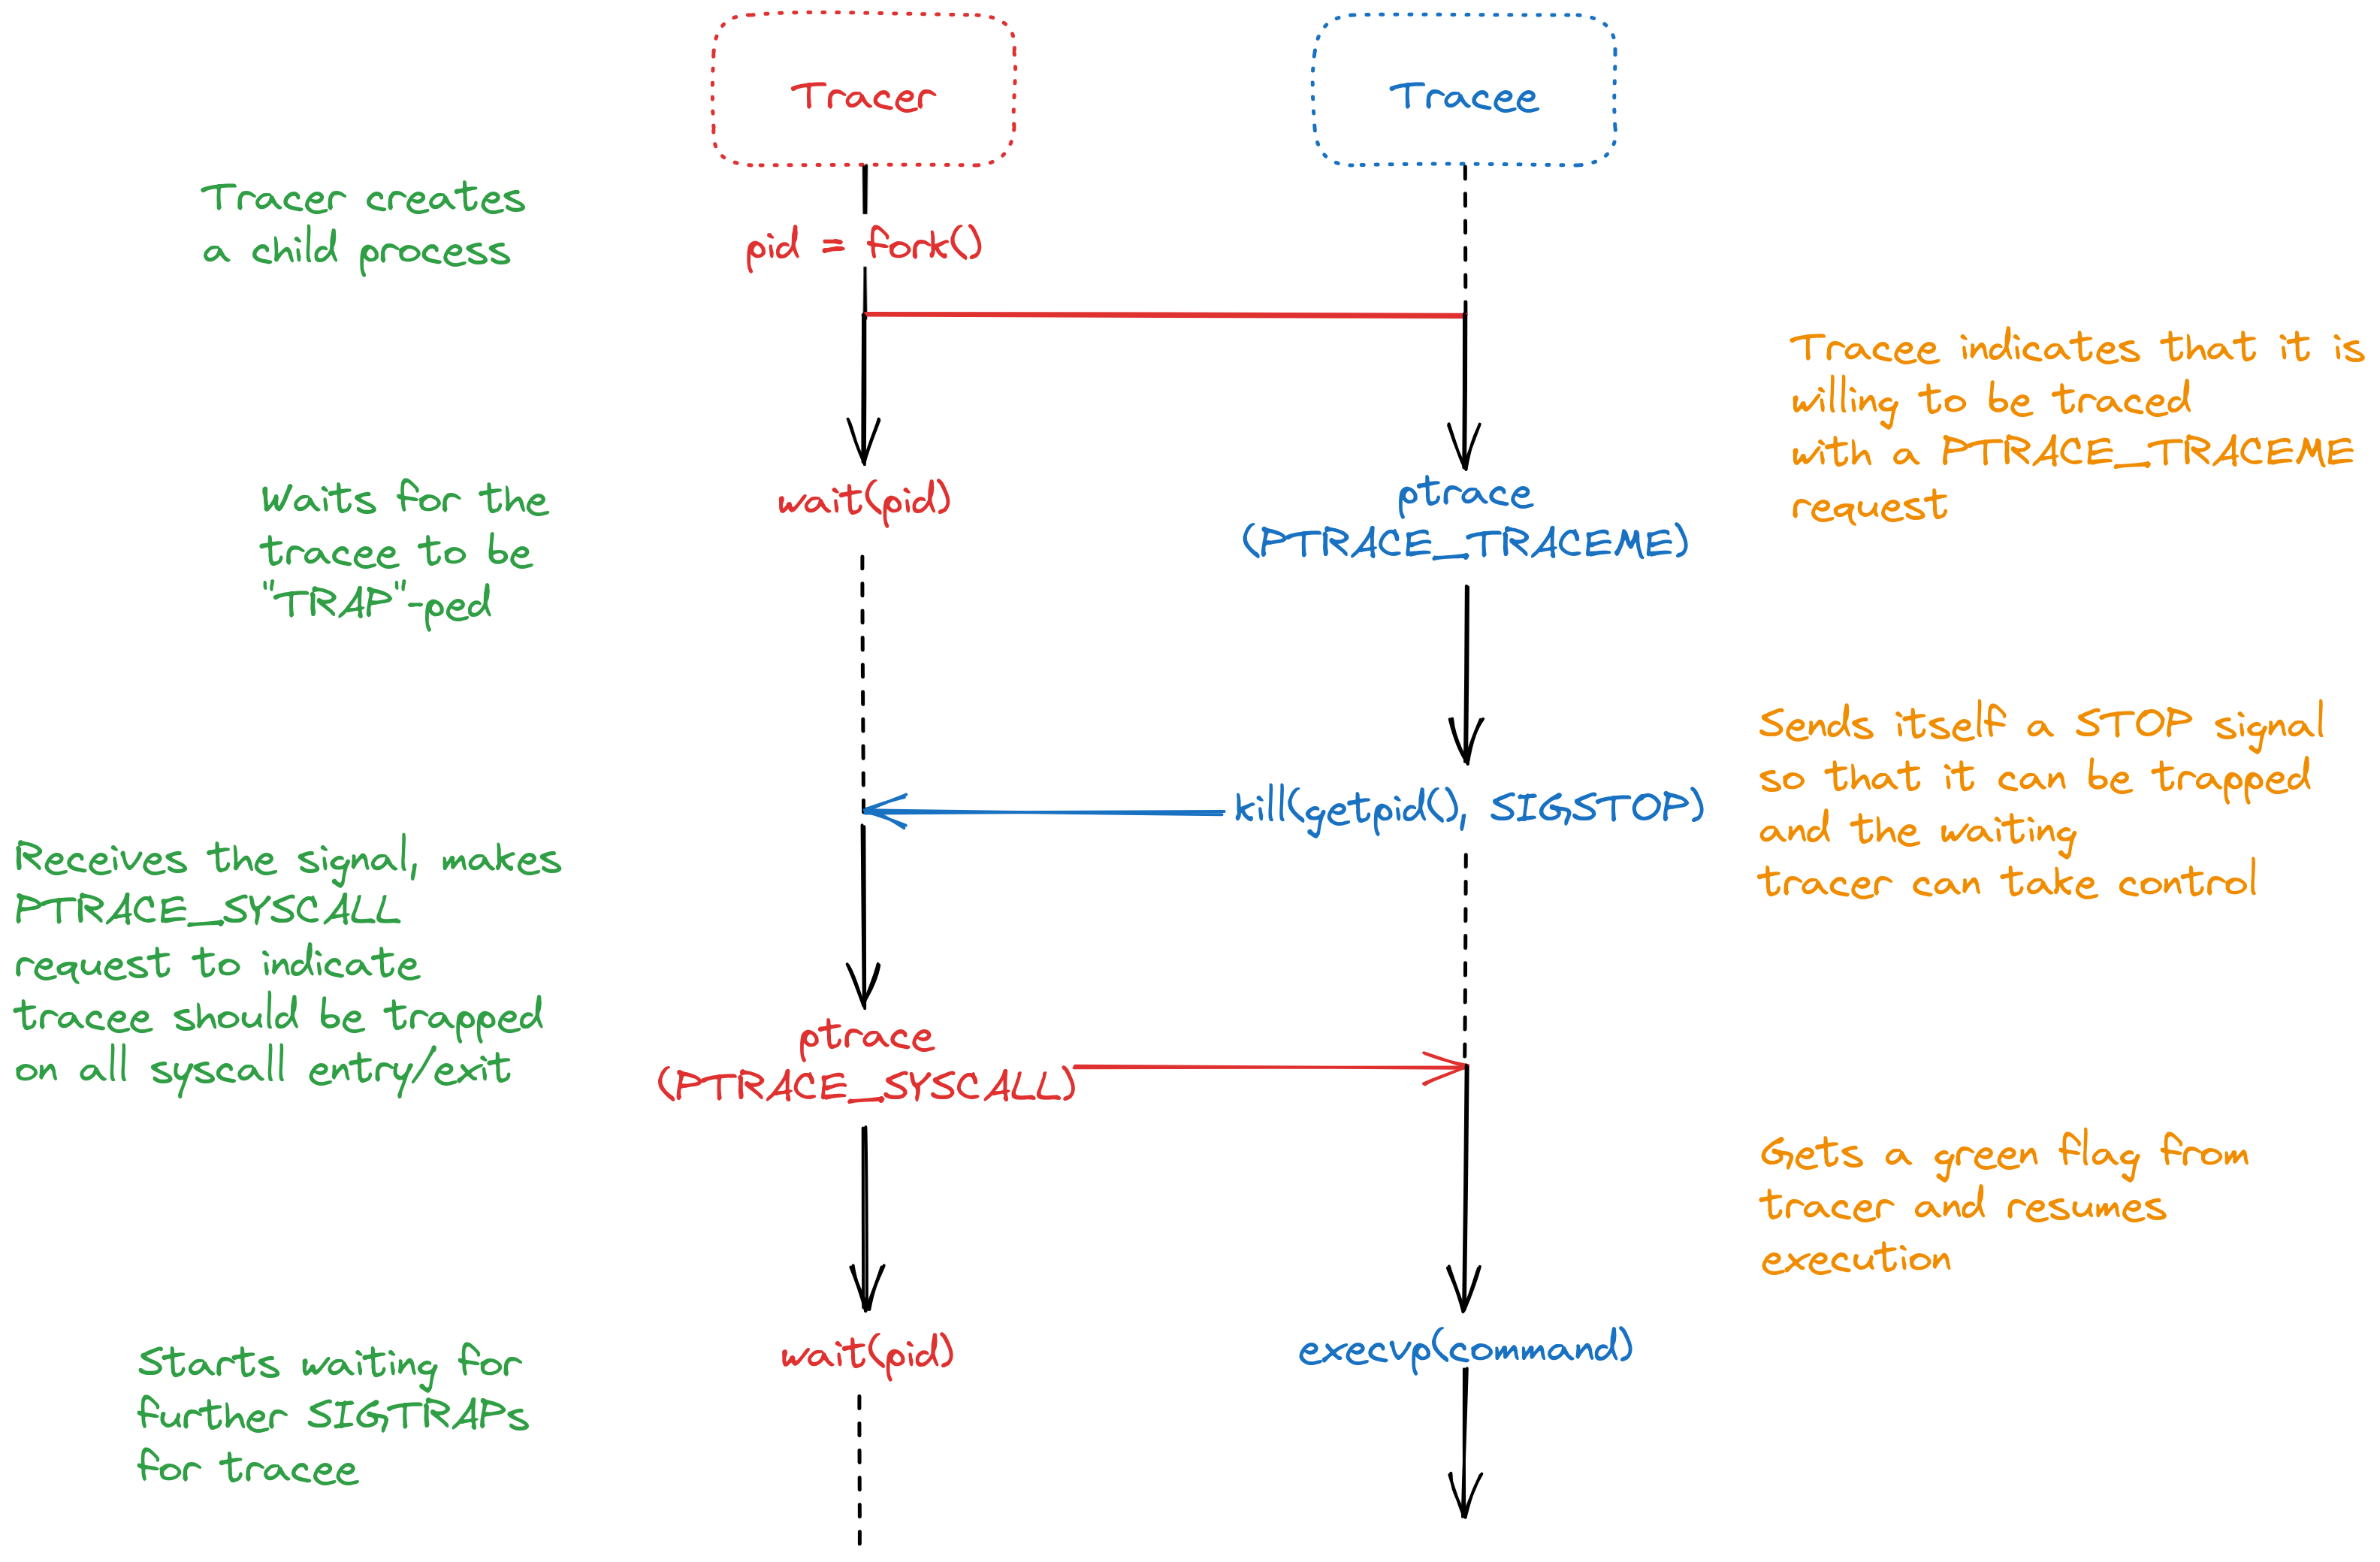 Tracer
Tracee
Tracer creates
a child process
pid = fork()
Tracee indicates that it is
willing to be traced
with a PTRACE_TRACEME
request
Waits for the
tracee to be
"TRAP"-ped
wait(pid)
ptrace
(PTRACE_TRACEME)
Sends itself a STOP signal
so that it can be trapped
and the waiting
tracer can take control
kill(getpid(), SIGSTOP)
Receives the signal, makes
PTRACE_SYSCALL
request to indicate
tracee should be trapped
on all syscall entry/exit
ptrace
(PTRACE_SYSCALL)
Gets a green flag from
tracer and resumes
execution
Starts waiting for
further SIGTRAPs
for tracee
wait(pid)
execvp(command)